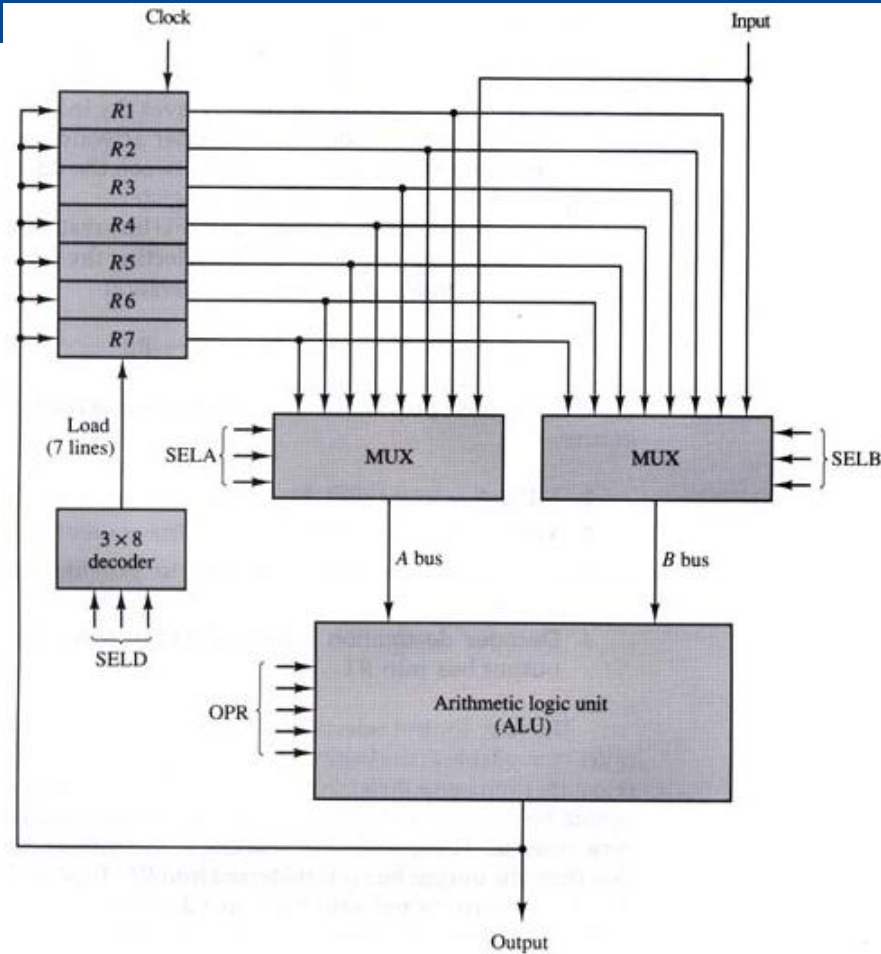 Clock
Input
R1
R2
R3
R4
R5
R6
R7
Load
(7 lines)
SELA
MUX
MUX
SELB
3 × 8
decoder
A bus
B bus
SELD
OPR
Arithmetic logic unit
(ALU)
Output